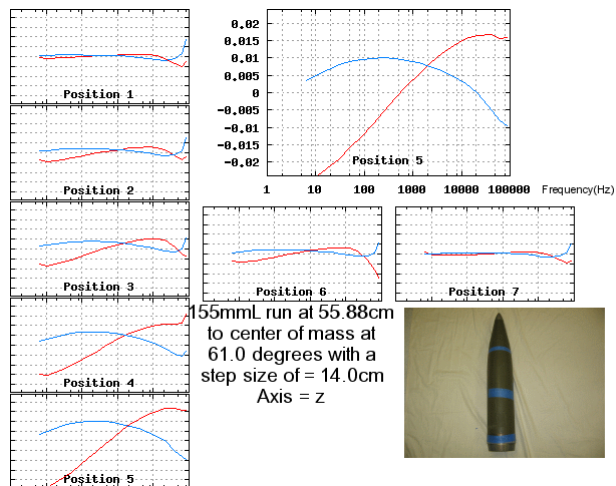 Position 1
Position 2
Position 3
Position 4
Position 5
0.02
0.015
0.01
0.005
0
-0.005
-0.01
-0.015
-0.02
Position 5
1 10 100 1000 10000 100000 Frequency(Hz)
Position 6
Position 7
155mmL run at 55.88cm
to center of mass at
61.0 degrees with a
step size of = 14.0cm
Axis = z